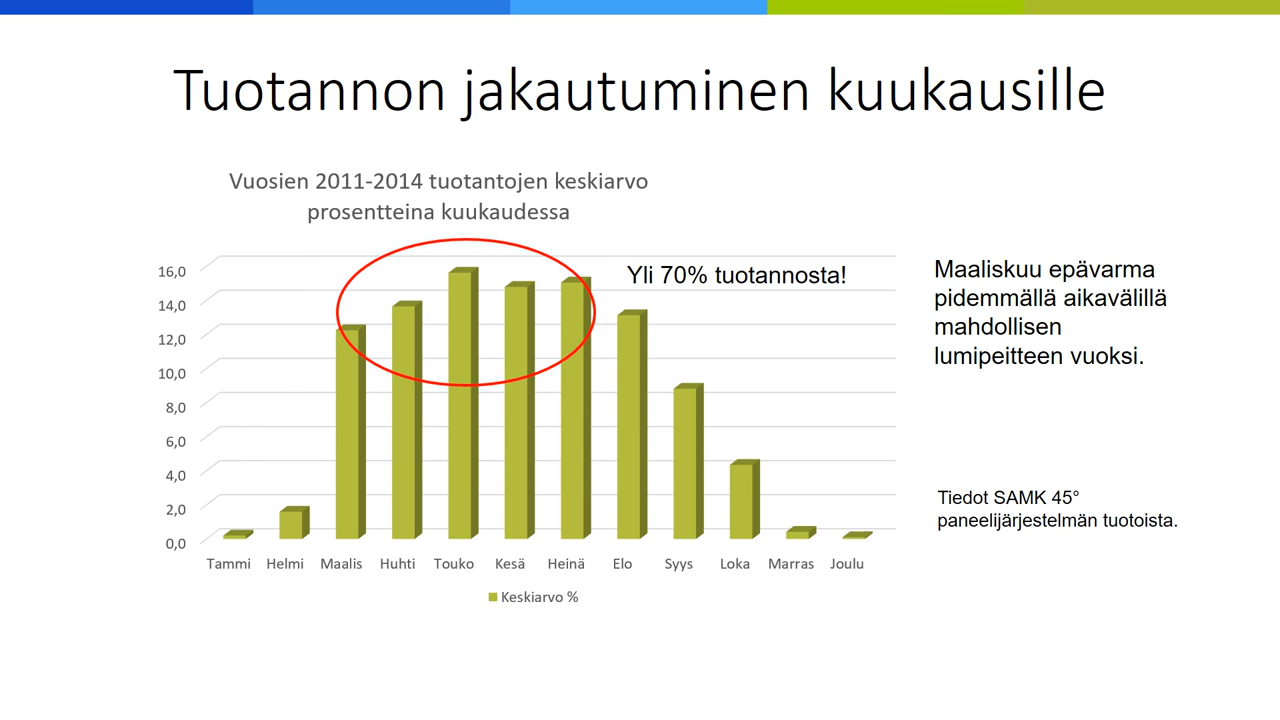 Tuotannon jakautuminen kuukausille
Vuosien 2011-2014 tuotantojen keskiarvo
prosentteina kuukaudessa
Yli 70% tuotannosta!
16,0
14,0
12,0
10,0
8,0
6,0
4,0
2,0
0,0
Tammi Helmi Maalis Huhti Touko Kesä Heinä Elo Syys Loka Marras Joulu
Keskiarvo %
Maaliskuu epävarma
pidemmällä aikavälillä
mahdollisen
lumipeitteen vuoksi.
Tiedot SAMK 45°
paneelijärjestelmän tuotoista.